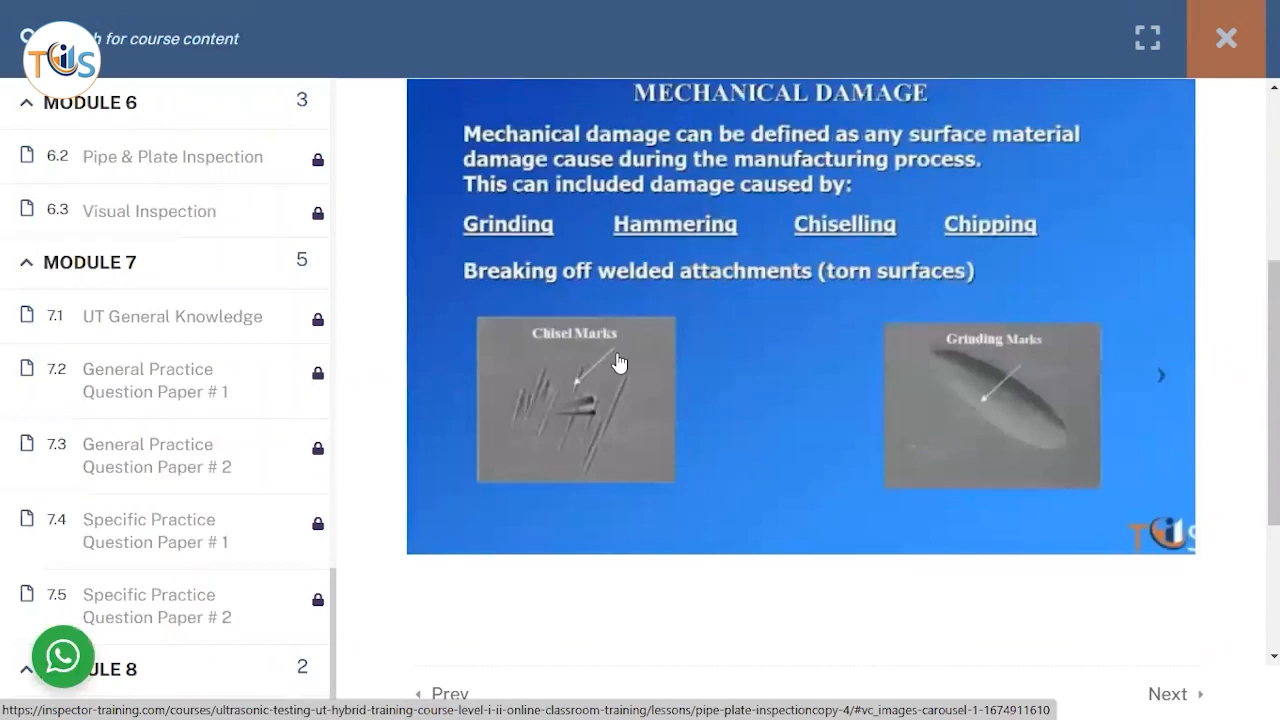 h for course content
TIS
MODULE 6
3
6.2 Pipe & Plate Inspection
6.3 Visual Inspection
MODULE 7
5
7.1 UT General Knowledge
7.2 General Practice
Question Paper # 1
7.3 General Practice
Question Paper # 2
7.4 Specific Practice
Question Paper # 1
7.5 Specific Practice
Question Paper # 2
ULE 8
2
MECHANICAL DAMAGE
Mechanical damage can be defined as any surface material
damage cause during the manufacturing process.
This can included damage caused by:
Grinding Hammering Chiselling Chipping
Breaking off welded attachments (torn surfaces)
Chisel Marks
Grinding Marks
TIS
Prev
Next
https://inspector-training.com/courses/ultrasonic-testing-ut-hybrid-training-course-level-i-ii-online-classroom-training/lessons/pipe-plate-inspectioncopy-4/#vc_images-carousel-1-1674911610